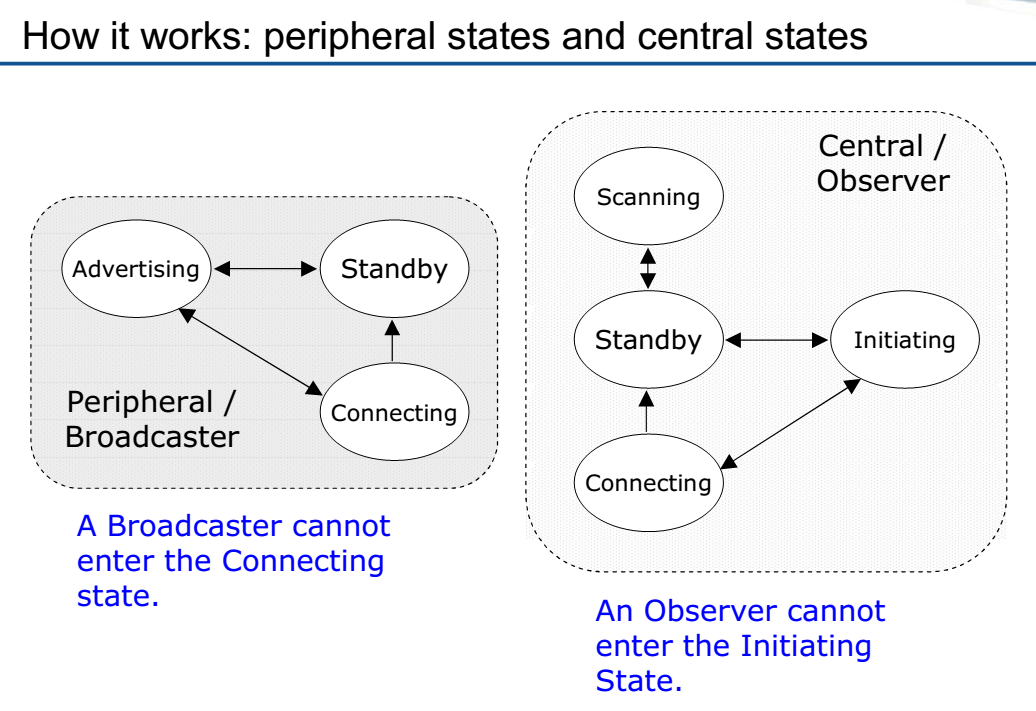 How it works: peripheral states and central states
Advertising
Standby
Connecting
Peripheral /
Broadcaster
A Broadcaster cannot
enter the Connecting
state.
Central /
Observer
Scanning
Standby
Initiating
Connecting
An Observer cannot
enter the Initiating
State.